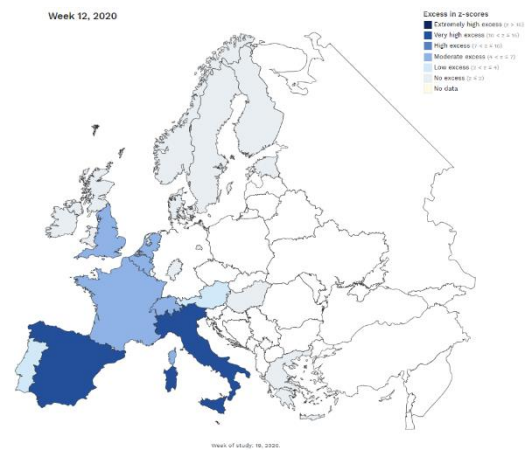 Week 12, 2020
Excess in z-scores
Extremely high excess
Very high excess
High excess
Moderate excess
Low excess
No excess
No data
Week of study: 18, 2020.